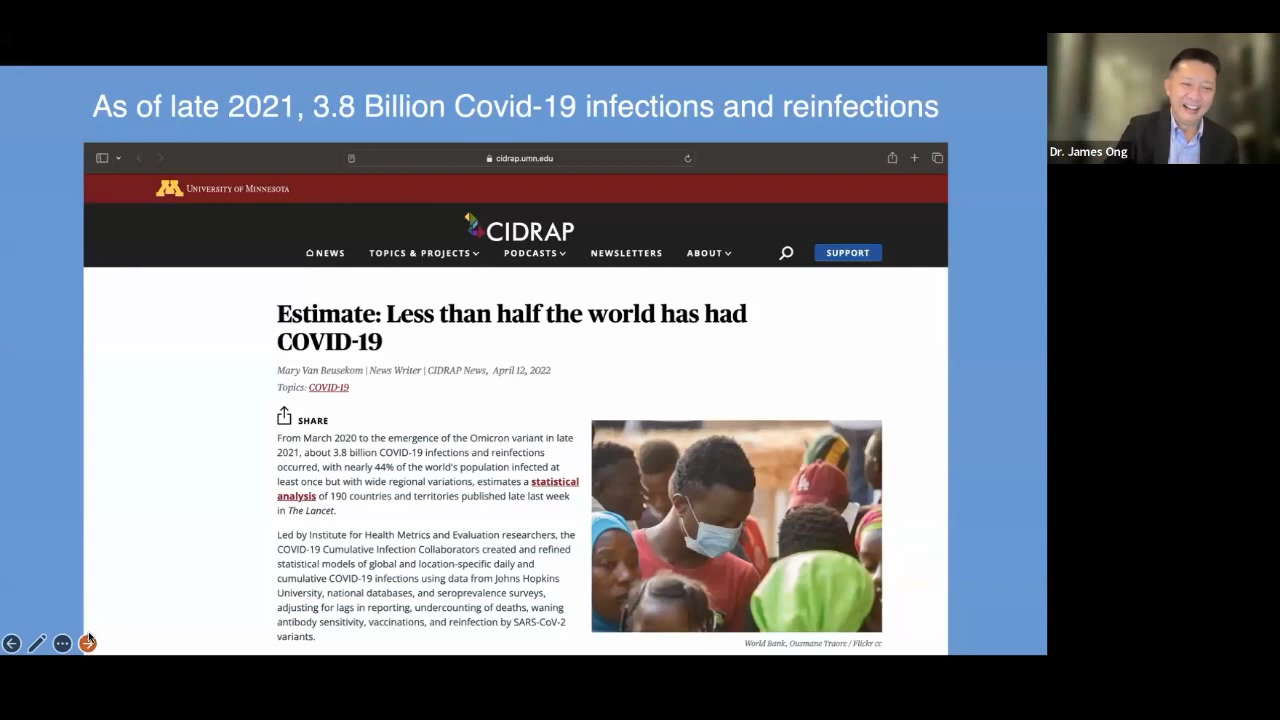 As of late 2021, 3.8 Billion Covid-19 infections and reinfections
Dr. James Ong
cidrap.umn.edu
M UNIVERSITY OF MINNESOTA
CIDRAP
NEWS TOPICS & PROJECTS PODCASTS NEWSLETTERS ABOUT SUPPORT
Estimate: Less than half the world has had
COVID-19
Mary Van Beusekom | News Writer | CIDRAP News, April 12, 2022
Topics: COVID-19
SHARE
From March 2020 to the emergence of the Omicron variant in late
2021, about 3.8 billion COVID-19 infections and reinfections
occurred, with nearly 44% of the world's population infected at
least once but with wide regional variations, estimates a statistical
analysis of 190 countries and territories published late last week
in The Lancet.
Led by Institute for Health Metrics and Evaluation researchers, the
COVID-19 Cumulative Infection Collaborators created and refined
statistical models of global and location-specific daily and
cumulative COVID-19 infections using data from Johns Hopkins
University, national databases, and seroprevalence surveys,
adjusting for lags in reporting, undercounting of deaths, waning
antibody sensitivity, vaccinations, and reinfection by SARS-CoV-2
variants.
World Bank, Ousmane Traore / Flickr cc